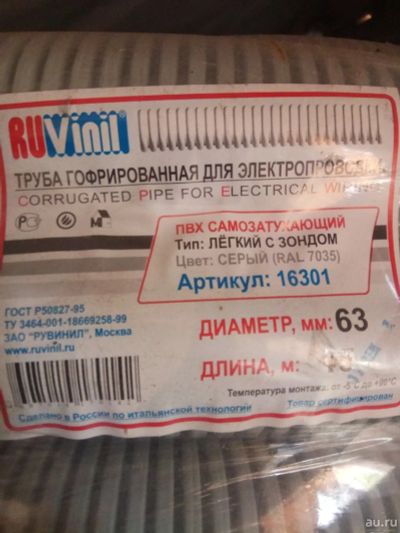 RUVinil®
ТРУБА ГОФРИРОВАННАЯ ДЛЯ ЭЛЕКТРОПРОВОДКИ
CORRUGATED PIPE FOR ELECTRICAL WIRING
ПВХ САМОЗАТУХАЮЩИЙ
Тип: ЛЁГКИЙ С ЗОНДОМ
Цвет: СЕРЫЙ (RAL 7035)
Артикул: 16301
ГОСТ Р50827-95
ТУ 3464-001-18669258-99
ЗАО "РУВИНИЛ", Москва
www.ruvinil.ru
ДИАМЕТР, мм: 63
ДЛИНА, м: 15
Температура монтажа: от -5°С до +90°С
Сделано в России по итальянской технологии
Товар сертифицирован
au.ru